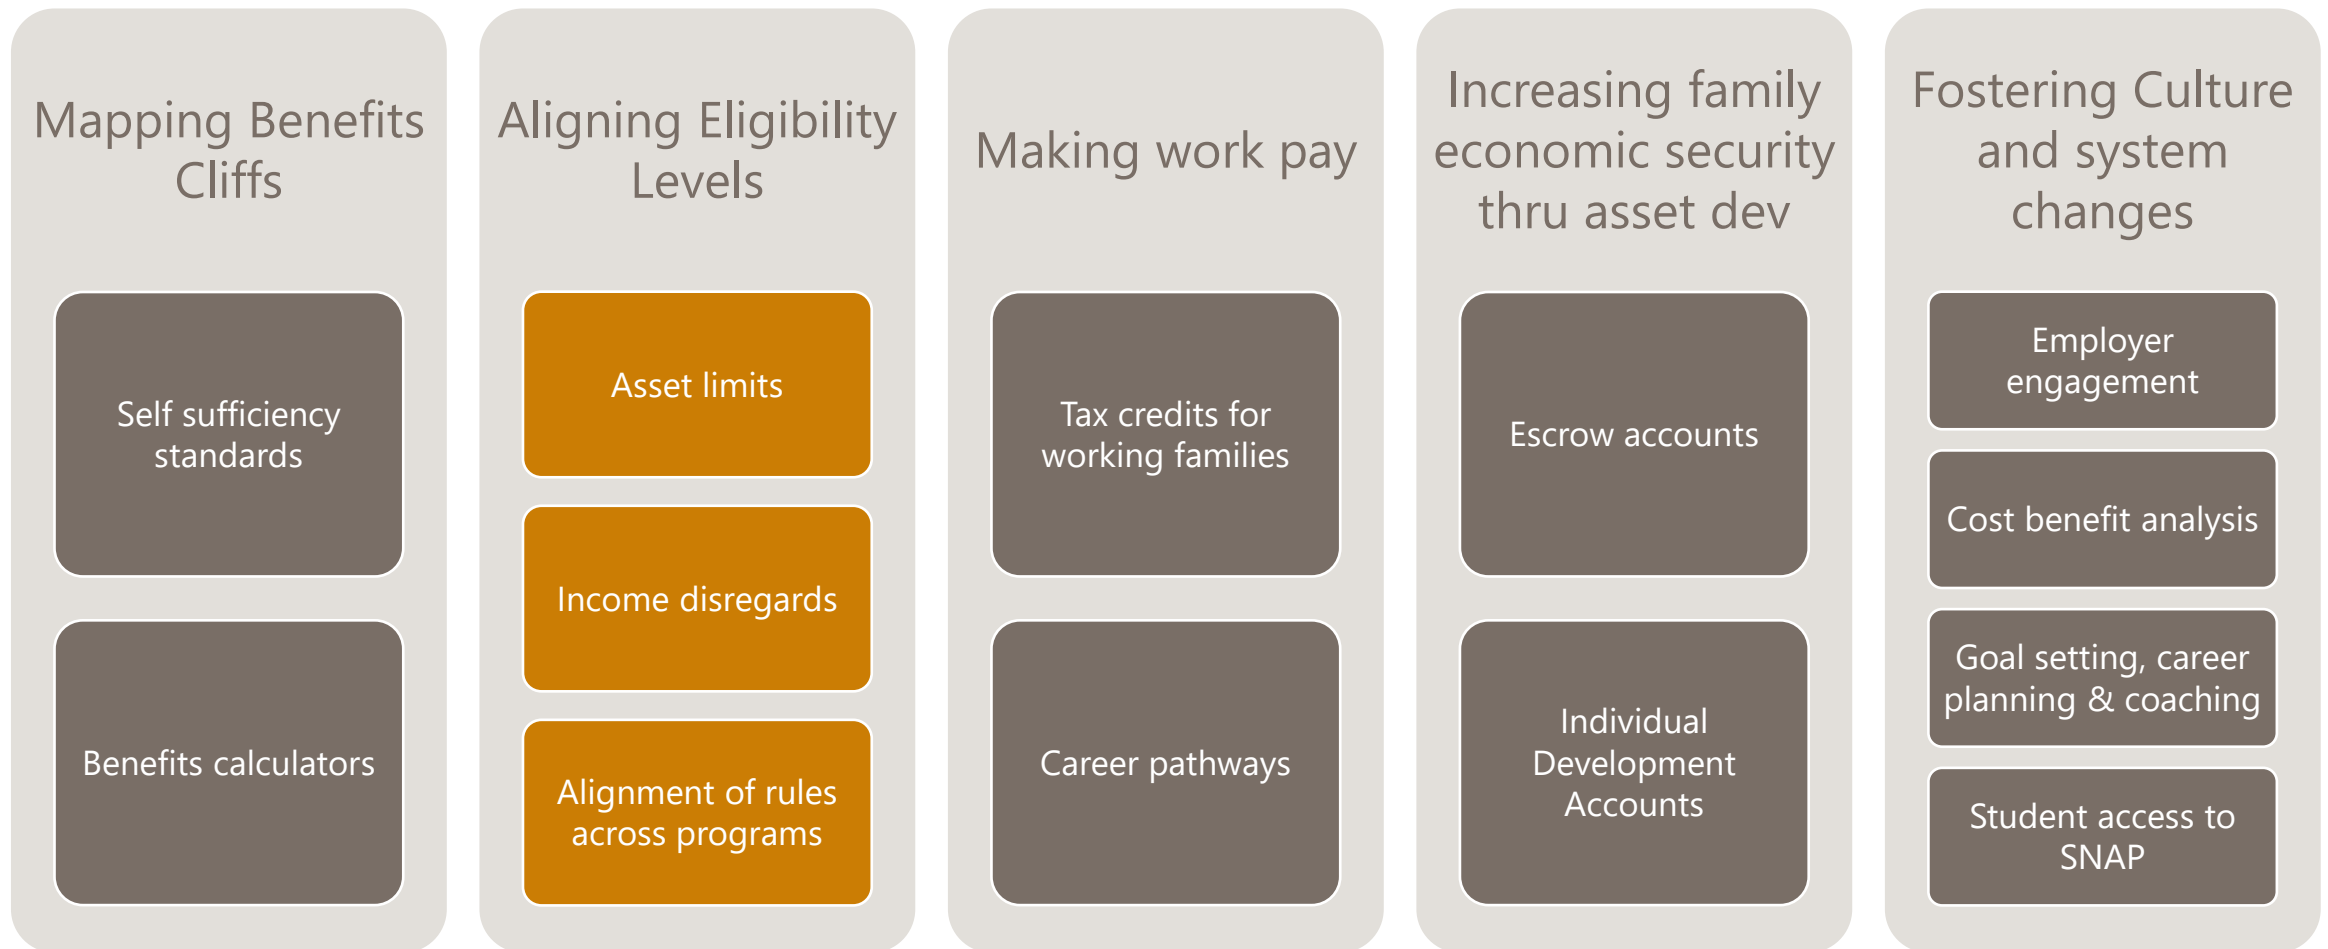 Mapping Benefits
Cliffs
Self sufficiency
standards
Benefits calculators
Aligning Eligibility
Levels
Asset limits
Income disregards
Alignment of rules
across programs
Making work pay
Tax credits for
working families
Career pathways
Increasing family
economic security
thru asset dev
Escrow accounts
Individual
Development
Accounts
Fostering Culture
and system
changes
Employer
engagement
Cost benefit analysis
Goal setting, career
planning & coaching
Student access to
SNAP